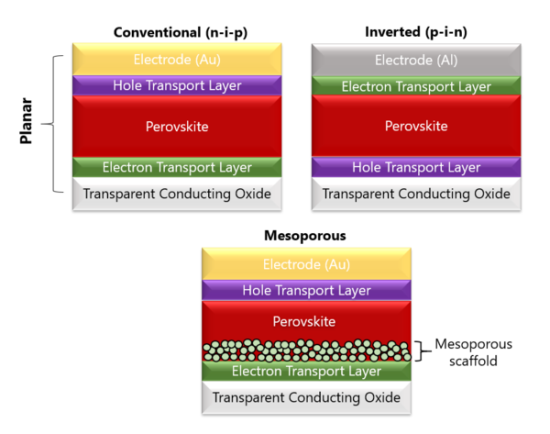 Conventional (n-i-p)
Electrode (Au)
Hole Transport Layer
Perovskite
Electron Transport Layer
Transparent Conducting Oxide
Planar
Inverted (p-i-n)
Electrode (Al)
Electron Transport Layer
Perovskite
Hole Transport Layer
Transparent Conducting Oxide
Mesoporous
Electrode (Au)
Hole Transport Layer
Perovskite
Electron Transport Layer
Transparent Conducting Oxide
Mesoporous
scaffold